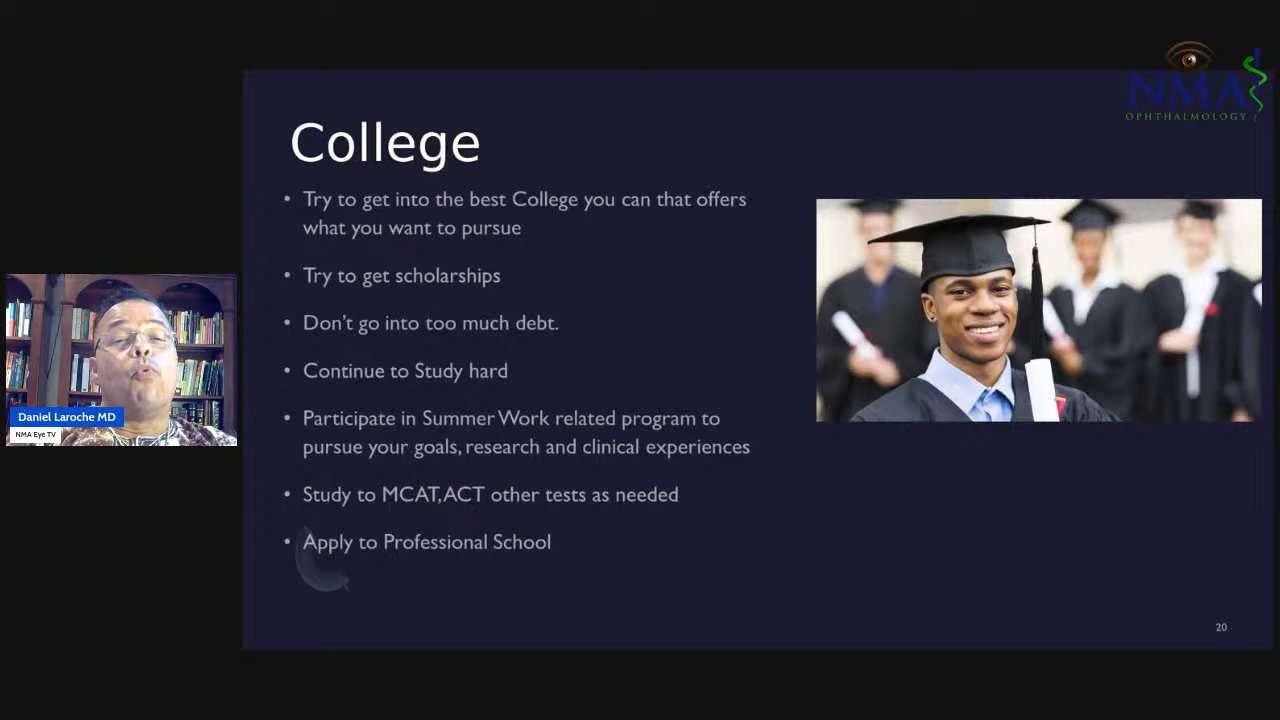 NMA
OPHTHALMOLOGY
College
• Try to get into the best College you can that offers
what you want to pursue
• Try to get scholarships
• Don't go into too much debt.
• Continue to Study hard
• Participate in Summer Work related program to
pursue your goals, research and clinical experiences
• Study to MCAT,ACT other tests as needed
• Apply to Professional School
Daniel Laroche MD
NMA Eye TV
20